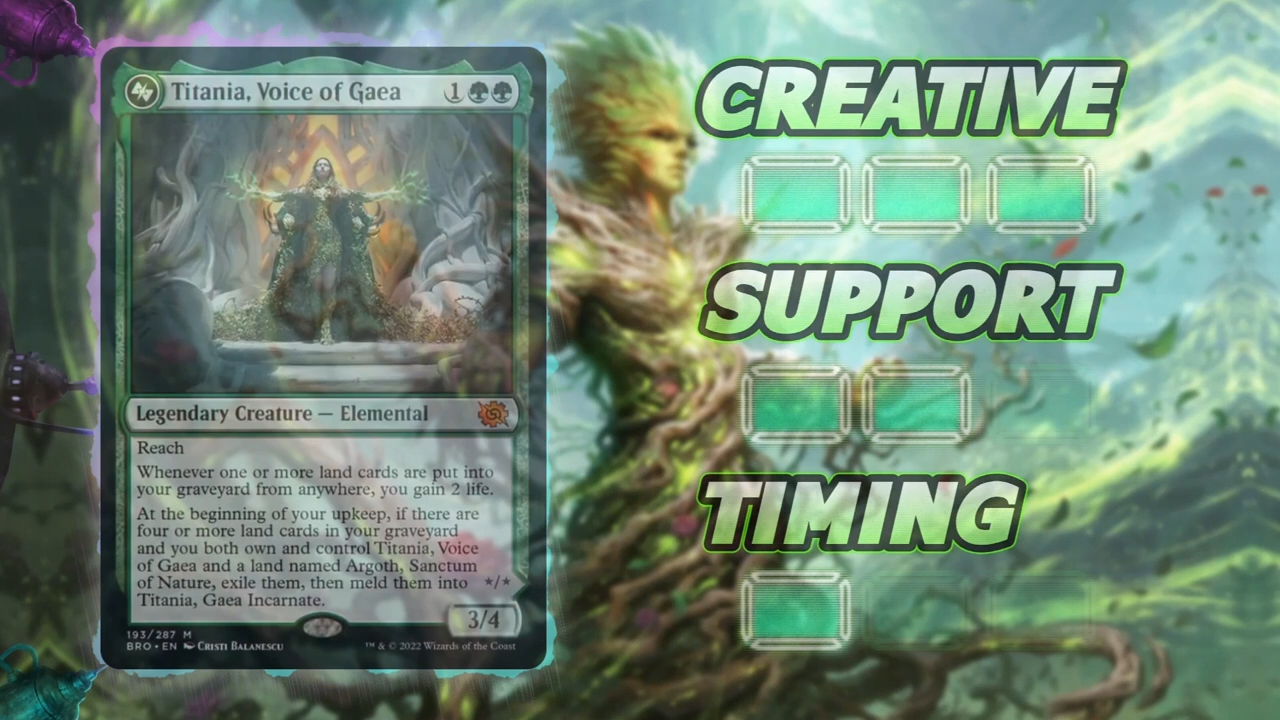 Titania, Voice of Gaea 1
Legendary Creature — Elemental
Reach
Whenever one or more land cards are put into
your graveyard from anywhere, you gain 2 life.
At the beginning of your upkeep, if there are
four or more land cards in your graveyard
and you both own and control Titania, Voice
of Gaea and a land named Argoth, Sanctum
of Nature, exile them, then meld them into
Titania, Gaea Incarnate.
*/*
3/4
193/287 M
BRO • EN CRISTI BALANESCU
™ & © 2022 Wizards of the Coast
CREATIVE
SUPPORT
TIMING